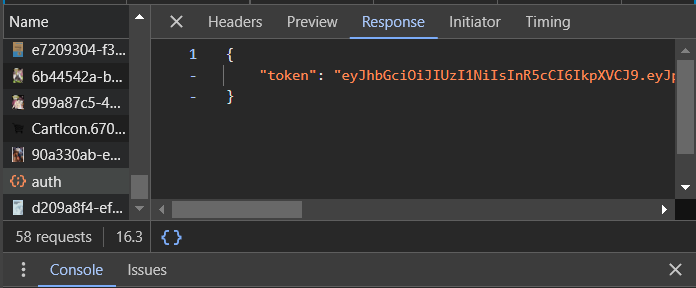 Name
Headers Preview Response Initiator Timing
e7209304-f3...
6b44542a-b...
d99a87c5-4...
CartIcon.670...
90a330ab-e...
auth
d209a8f4-ef...
1 {
- "token": "eyJhbGciOiJIUzI1NiIsInR5cCI6IkpXVCJ9.eyJp
- }
58 requests 16.3
{}
Console Issues